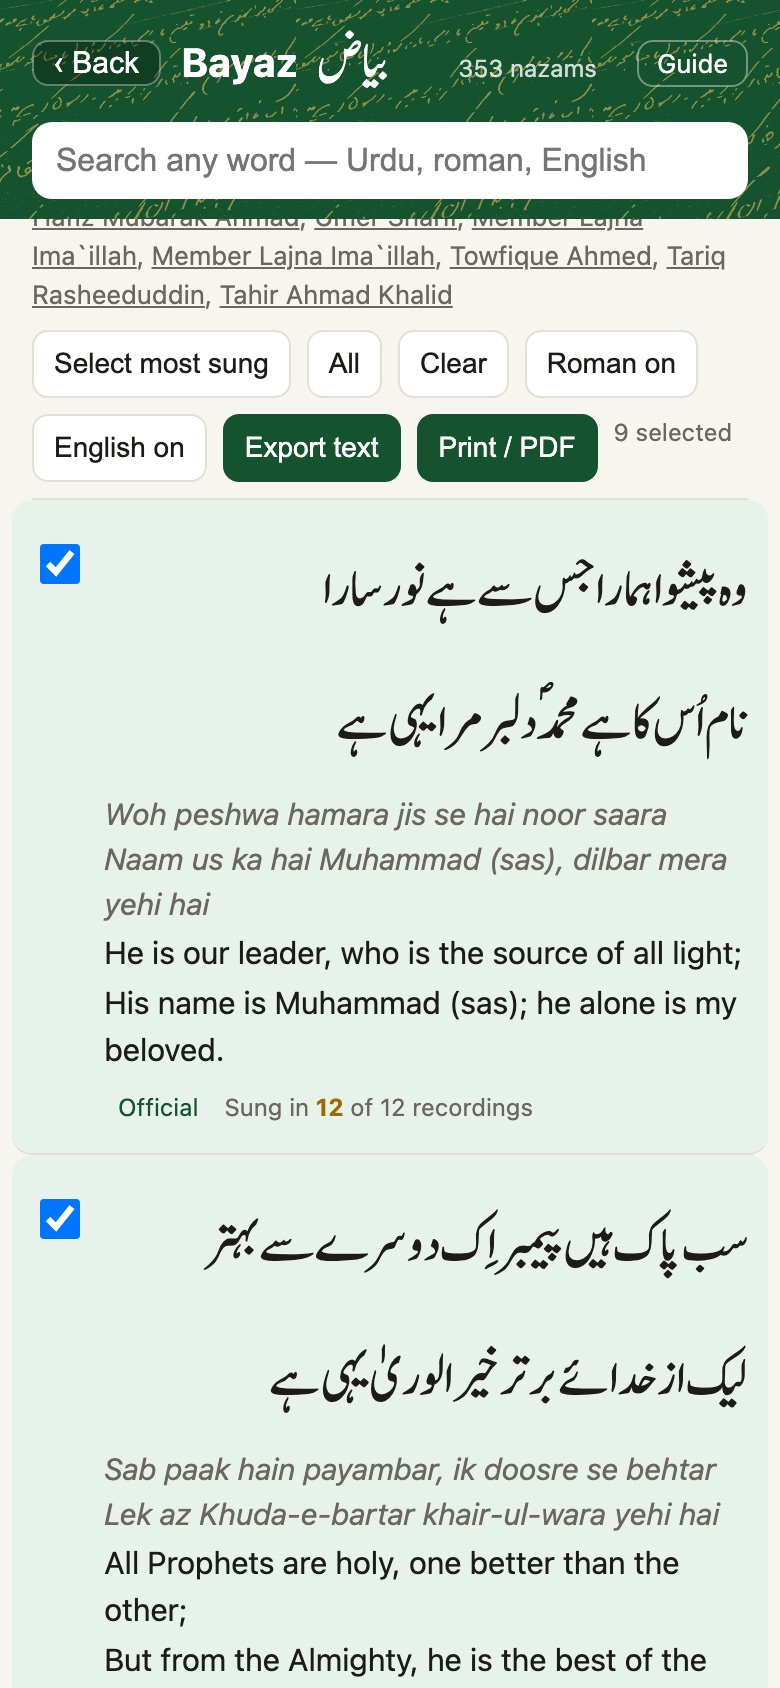 ‹ Back
Bayaz بیاض
353 nazams
Guide
Search any word — Urdu, roman, English
Hafiz Mubarak Ahmad, Umer Sharif, Member Lajna
Ima`illah, Member Lajna Ima`illah, Towfique Ahmed, Tariq
Rasheeduddin, Tahir Ahmad Khalid
Select most sung
All
Clear
Roman on
English on
Export text
Print / PDF
9 selected
وہ پیشوا ہمارا جس سے ہے نور سارا
نام اُس کا ہے محمدؐ دلبر مرا یہی ہے
Woh peshwa hamara jis se hai noor saara
Naam us ka hai Muhammad (sas), dilbar mera
yehi hai
He is our leader, who is the source of all light;
His name is Muhammad (sas); he alone is my
beloved.
Official
Sung in 12 of 12 recordings
سب پاک ہیں پیمبر اِک دوسرے سے بہتر
لیک از خدائے برتر خیر الوریٰ یہی ہے
Sab paak hain payambar, ik doosre se behtar
Lek az Khuda-e-bartar khair-ul-wara yehi hai
All Prophets are holy, one better than the
other;
But from the Almighty, he is the best of the